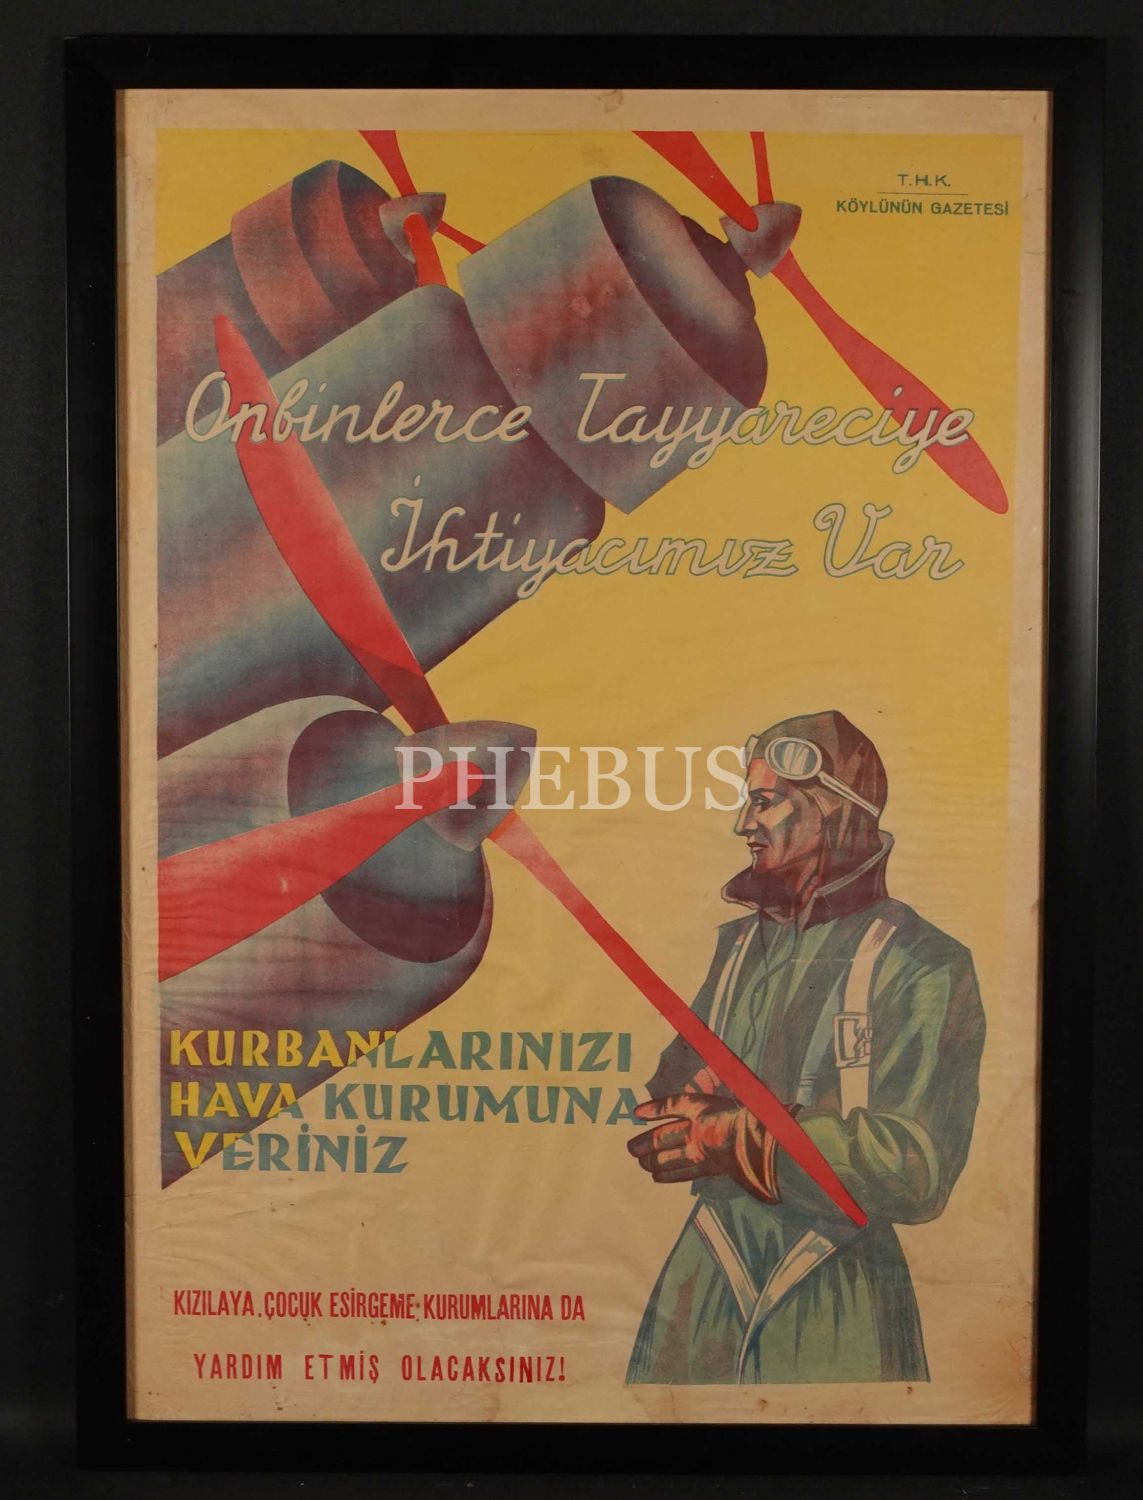 T.H.K.
KÖYLÜNÜN GAZETESİ
Onbinlerce Tayyareciye
İhtiyacımız Var
PHEBUS
KURBANLARINIZI
HAVA KURUMUNA
VERİNİZ
KIZILAYA, ÇOCUK ESİRGEME KURUMLARINA DA
YARDIM ETMİŞ OLACAKSINIZ!